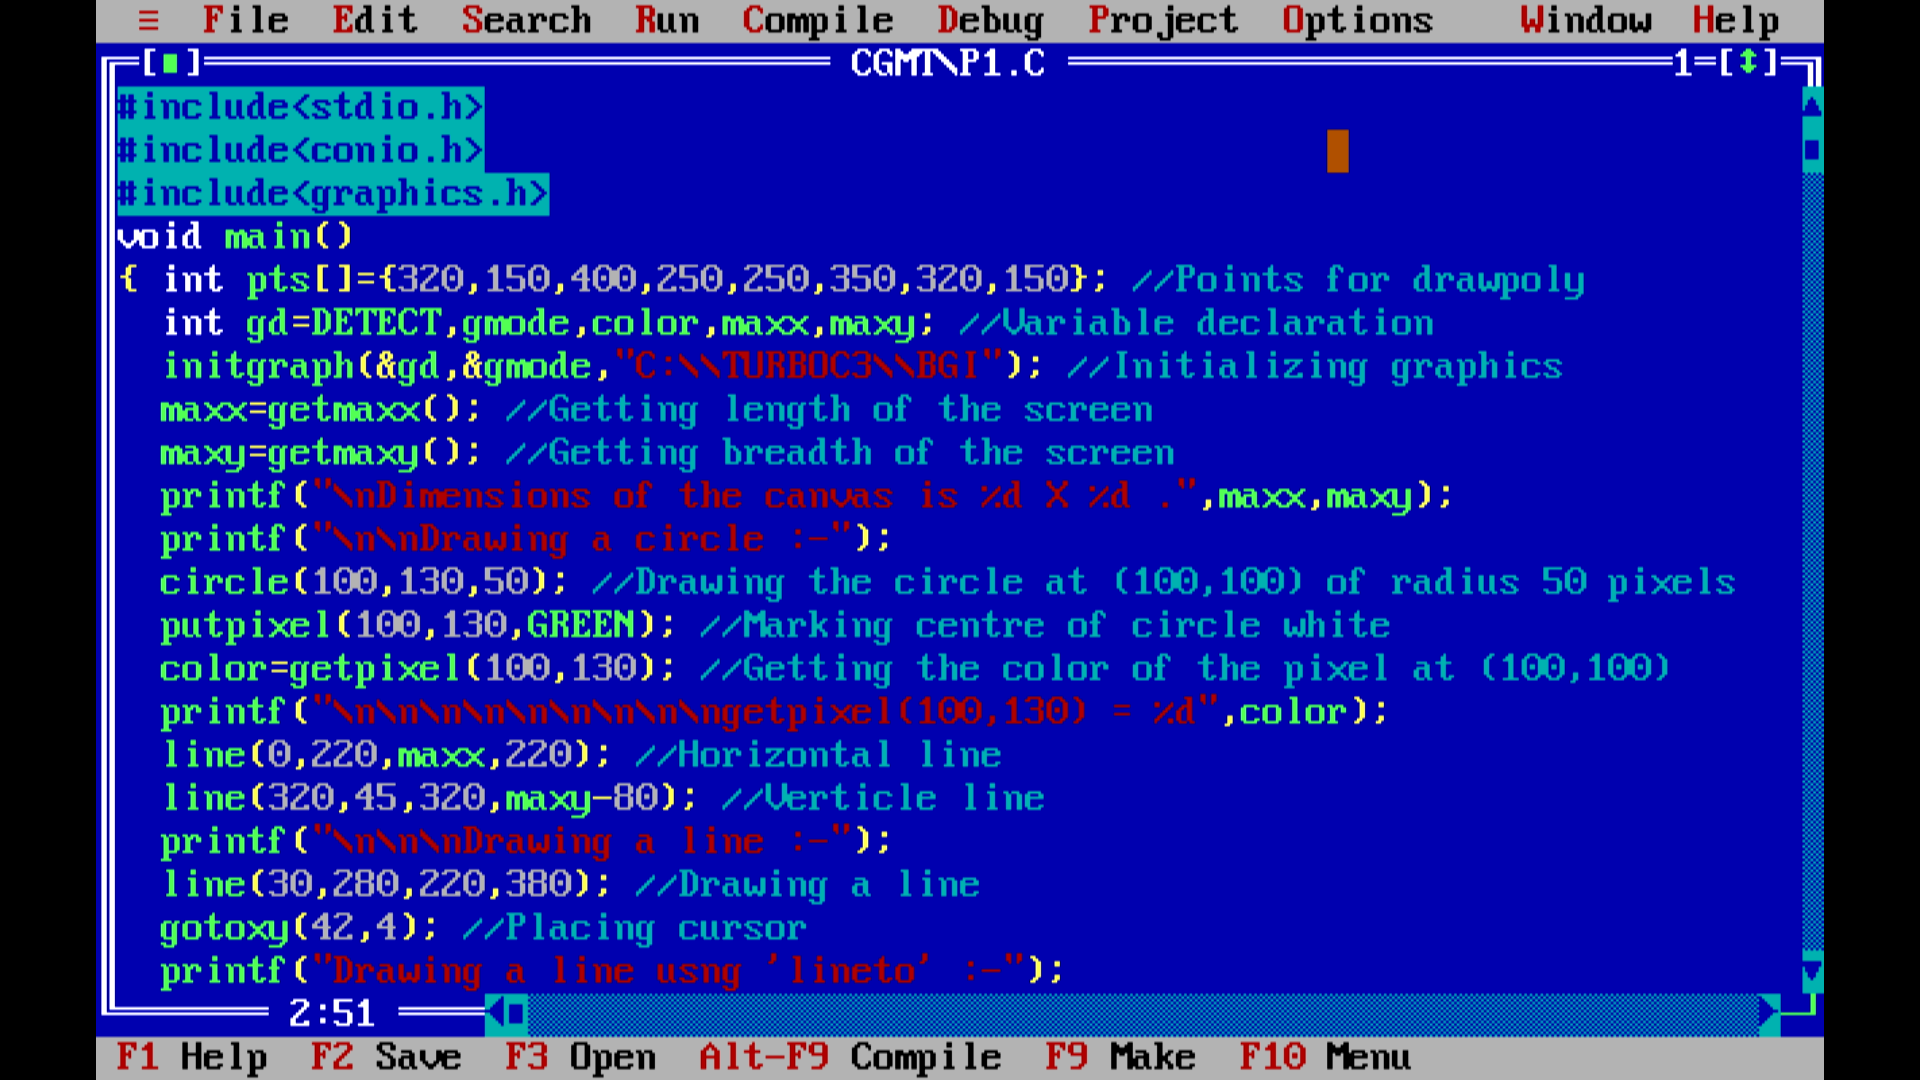 ≡ File Edit Search Run Compile Debug Project Options Window Help
[■] CGMT\P1.C 1=[↕]
#include<stdio.h>
#include<conio.h>
#include<graphics.h>
void main()
{ int pts[]={320,150,400,250,250,350,320,150}; //Points for drawpoly
int gd=DETECT,gmode,color,maxx,maxy; //Variable declaration
initgraph(&gd,&gmode,"C:\\TURBOC3\\BGI"); //Initializing graphics
maxx=getmaxx(); //Getting length of the screen
maxy=getmaxy(); //Getting breadth of the screen
printf("\nDimensions of the canvas is %d X %d .",maxx,maxy);
printf("\n\nDrawing a circle :-");
circle(100,130,50); //Drawing the circle at (100,100) of radius 50 pixels
putpixel(100,130,GREEN); //Marking centre of circle white
color=getpixel(100,130); //Getting the color of the pixel at (100,100)
printf("\n\n\n\n\n\n\n\n\ngetpixel(100,130) = %d",color);
line(0,220,maxx,220); //Horizontal line
line(320,45,320,maxy-80); //Verticle line
printf("\n\n\nDrawing a line :-");
line(30,280,220,380); //Drawing a line
gotoxy(42,4); //Placing cursor
printf("Drawing a line usng 'lineto' :-");
2:51
F1 Help F2 Save F3 Open Alt-F9 Compile F9 Make F10 Menu